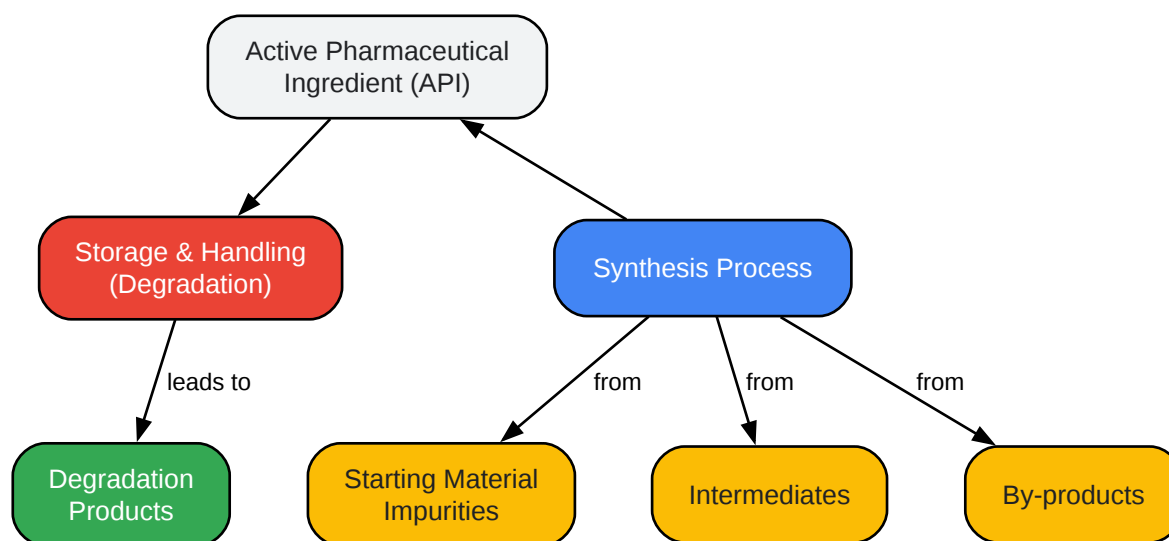 Active Pharmaceutical
Ingredient (API)
Storage & Handling
(Degradation)
Synthesis Process
leads to
from
from
from
Degradation
Products
Starting Material
Impurities
Intermediates
By-products